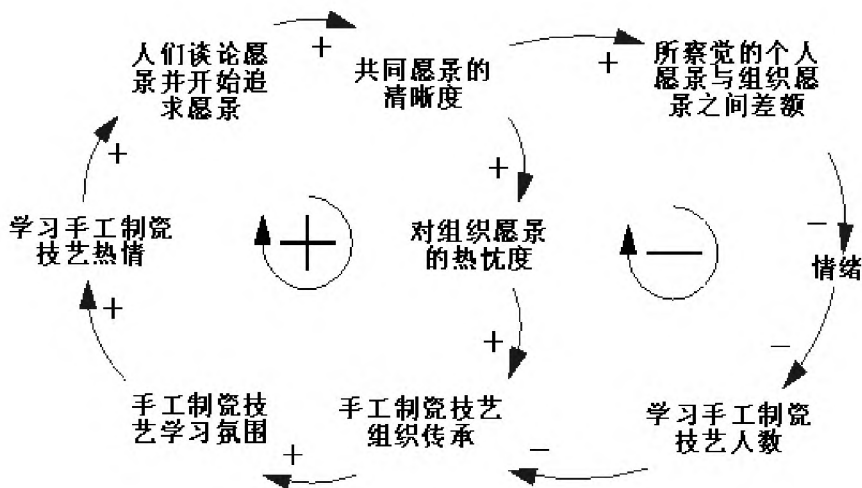 人们谈论愿
景并开始追
求愿景
+
共同愿景的
清晰度
+
所察觉的个人
愿景与组织愿
景之间差额
+
+
学习手工制瓷
技艺热情
+
对组织愿景
的热忱度
—
−
情绪
+
+
−
手工制瓷技
艺学习氛围
手工制瓷技艺
组织传承
学习手工制瓷
技艺人数
+
−